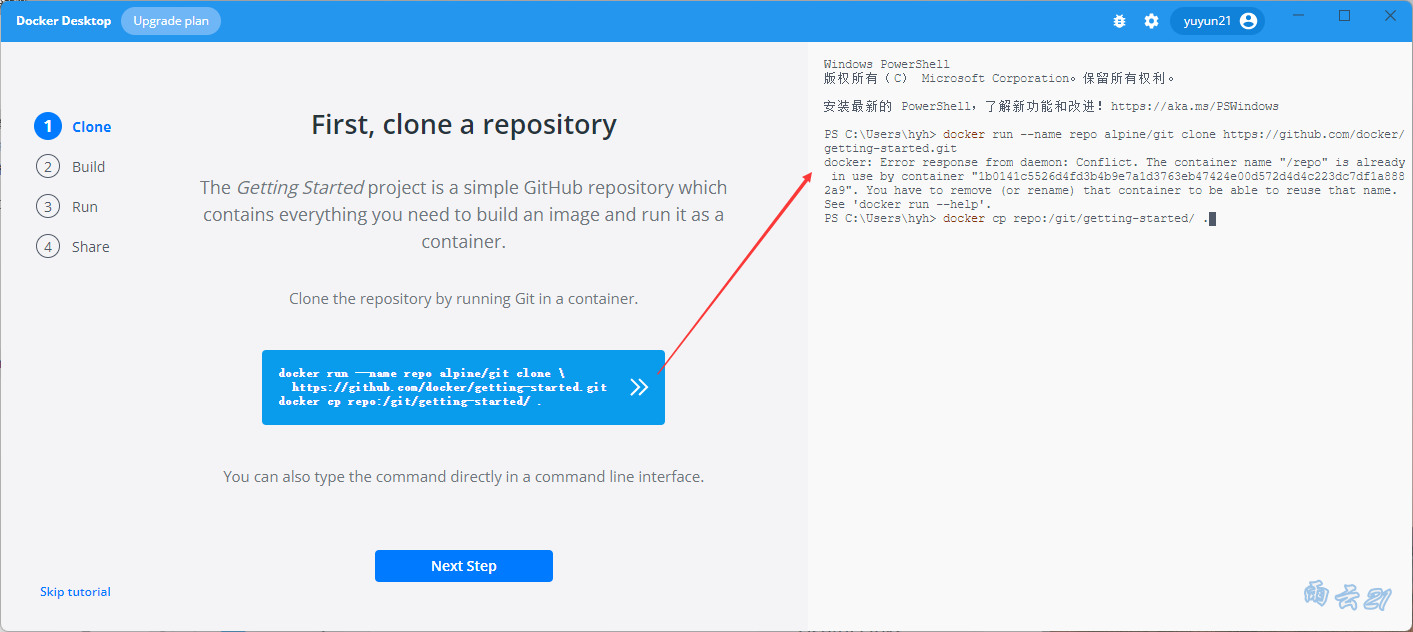 Docker Desktop
Upgrade plan
yuyun21
1 Clone
2 Build
3 Run
4 Share
First, clone a repository
The Getting Started project is a simple GitHub repository which
contains everything you need to build an image and run it as a
container.
Clone the repository by running Git in a container.
docker run --name repo alpine/git clone \
https://github.com/docker/getting-started.git
docker cp repo:/git/getting-started/ .
You can also type the command directly in a command line interface.
Next Step
Skip tutorial
Windows PowerShell
版权所有（C） Microsoft Corporation。保留所有权利。
安装最新的 PowerShell，了解新功能和改进！https://aka.ms/PSWindows
PS C:\Users\hyh> docker run --name repo alpine/git clone https://github.com/docker/
getting-started.git
docker: Error response from daemon: Conflict. The container name "/repo" is already
in use by container "1b0141c5526d4fd3b4b9e7a1d3763eb47424e00d572d4d4c223dc7df1a888
2a9". You have to remove (or rename) that container to be able to reuse that name.
See 'docker run --help'.
PS C:\Users\hyh> docker cp repo:/git/getting-started/ .
雨云21